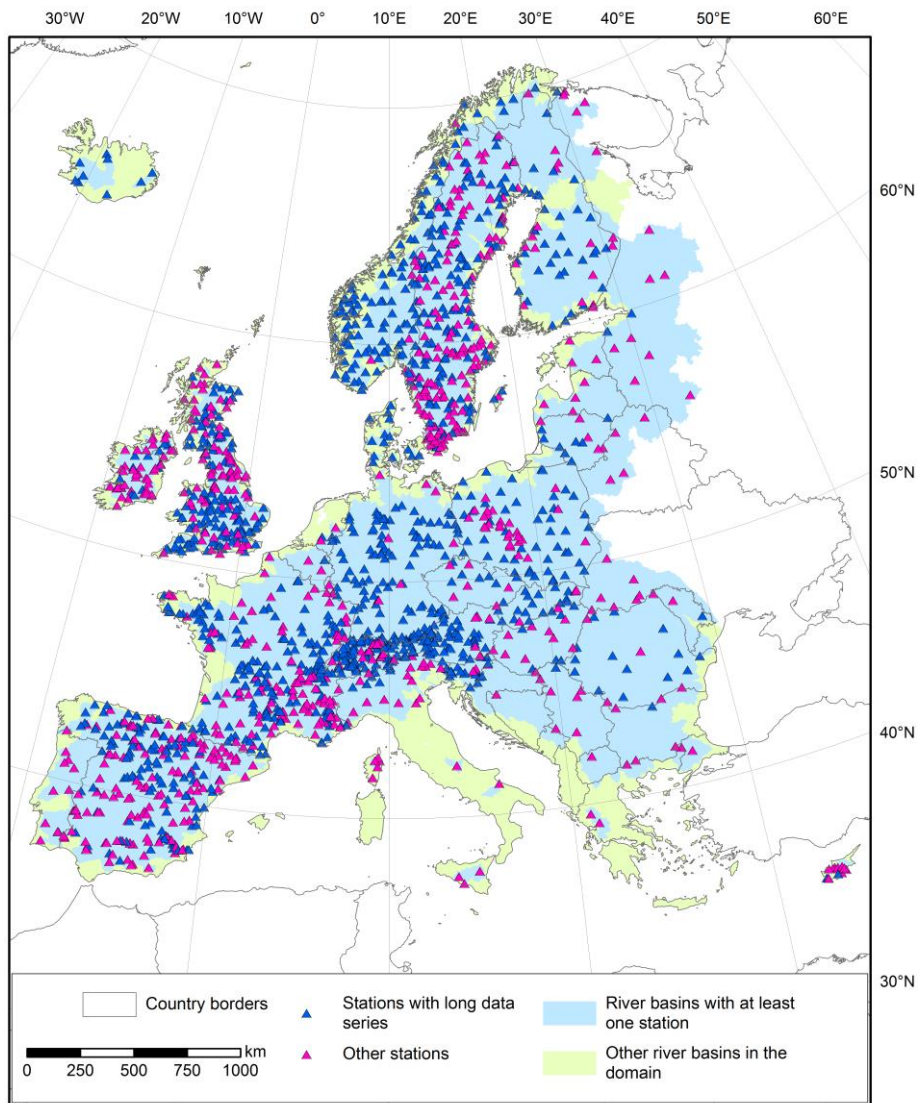 30°W 20°W 10°W 0° 10°E 20°E 30°E 40°E 50°E 60°E
60°N
50°N
40°N
30°N
Country borders
Stations with long data
series
River basins with at least
one station
km
0 250 500 750 1000
Other stations
Other river basins in the
domain